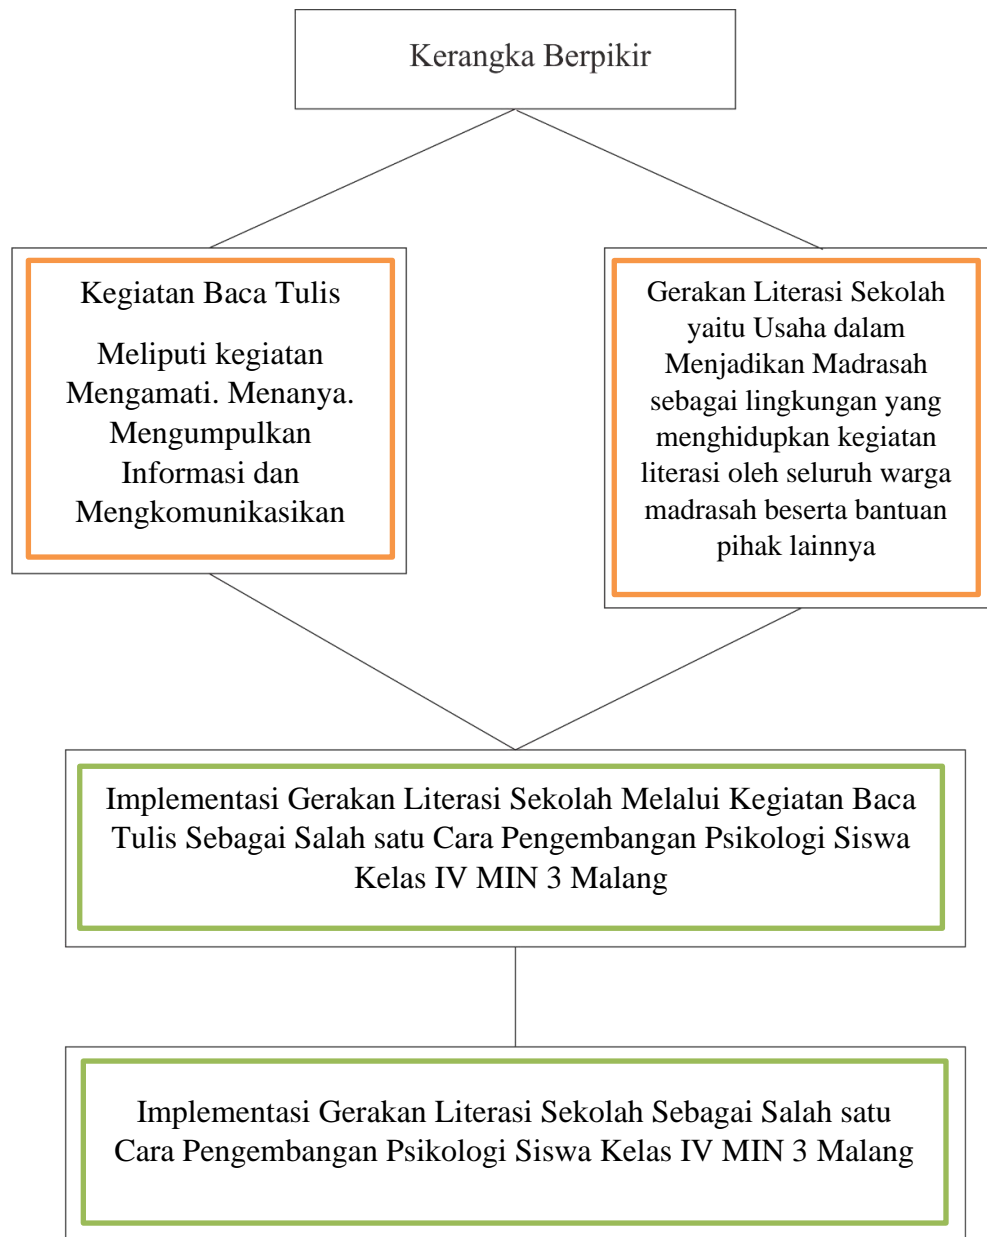 Kerangka Berpikir
Kegiatan Baca Tulis
Meliputi kegiatan
Mengamati. Menanya.
Mengumpulkan
Informasi dan
Mengkomunikasikan
Gerakan Literasi Sekolah
yaitu Usaha dalam
Menjadikan Madrasah
sebagai lingkungan yang
menghidupkan kegiatan
literasi oleh seluruh warga
madrasah beserta bantuan
pihak lainnya
Implementasi Gerakan Literasi Sekolah Melalui Kegiatan Baca
Tulis Sebagai Salah satu Cara Pengembangan Psikologi Siswa
Kelas IV MIN 3 Malang
Implementasi Gerakan Literasi Sekolah Sebagai Salah satu
Cara Pengembangan Psikologi Siswa Kelas IV MIN 3 Malang